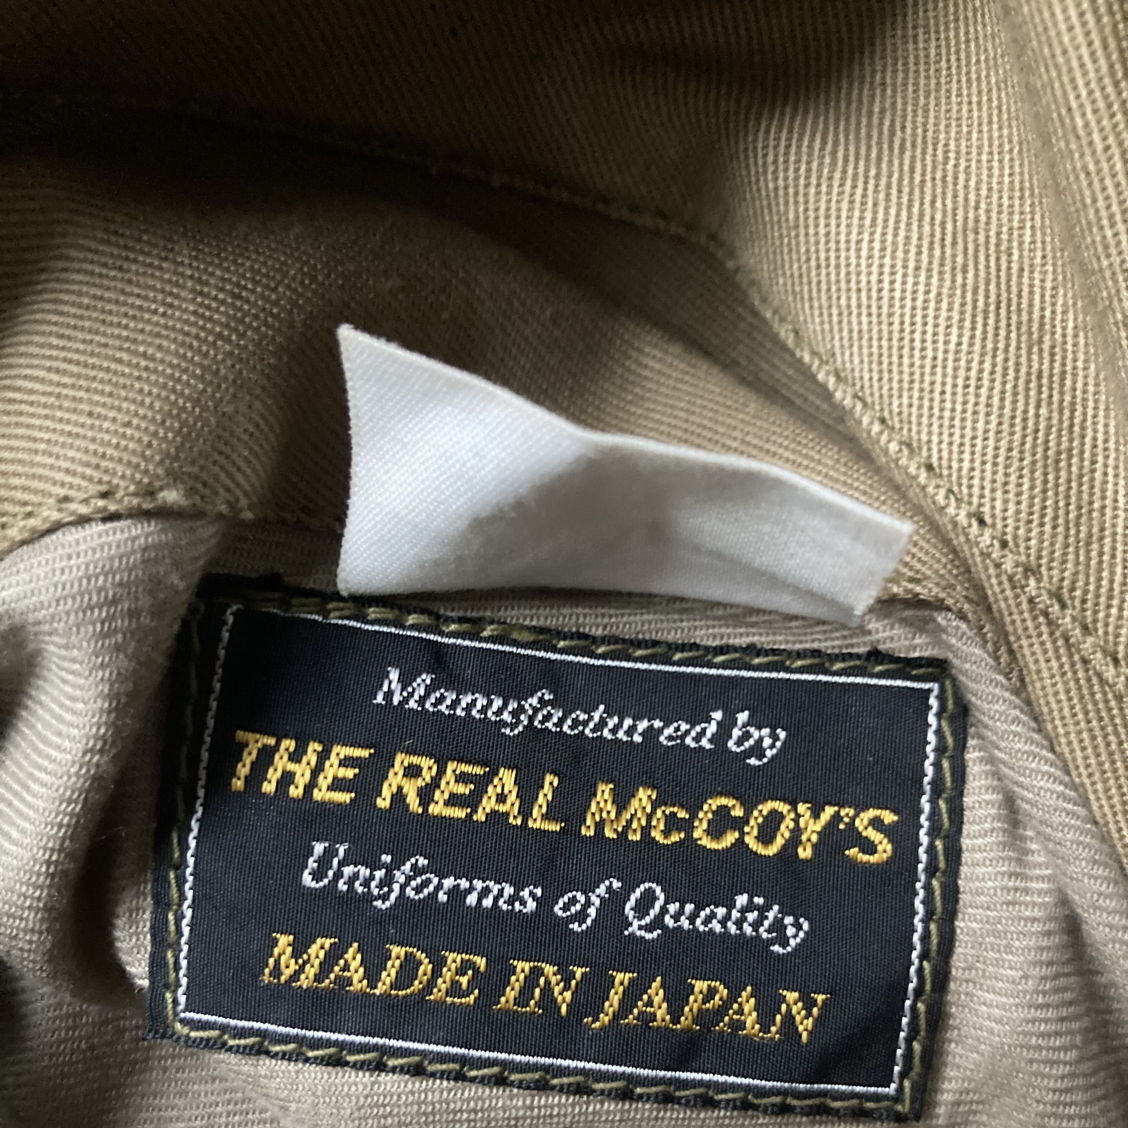 Manufactured by
THE REAL McCOY'S
Uniforms of Quality
MADE IN JAPAN